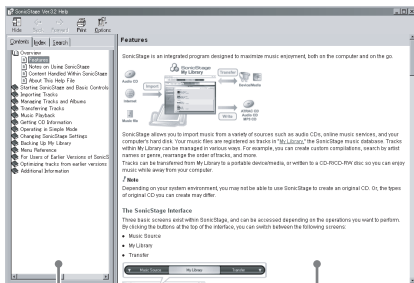 SonicStage Ver.3.2 Help
Hide Back Forward Print Options
Contents Index Search
Overview
Features
Notes on Using SonicStage
Content Handled Within SonicStage
About This Help File
Starting SonicStage and Basic Controls
Importing Tracks
Managing Tracks and Albums
Transferring Tracks
Music Playback
Getting CD Information
Operating in Simple Mode
Changing SonicStage Settings
Backing Up My Library
Menu Reference
For Users of Earlier Versions of SonicS
Optimizing tracks from earlier versions
Additional Information
Features
SonicStage is an integrated program designed to maximize music enjoyment, both on the computer and on the go.
Audio CD
Internet
Music File
Import
SonicStage
My Library
Transfer
Device/Media
Write
Audio CD
SonicStage allows you to import music from a variety of sources such as audio CDs, online music services, and your
computer's hard disk. Your music files are registered as tracks in "My Library," the SonicStage music database. Tracks
within My Library can be managed in various ways. For example, you can create custom compilations, search by artist
names or genre, rearrange the order of tracks, and more.
Tracks can be transferred from My Library to a portable device/media, or written to a CD-R/CD-RW disc so you can enjoy
music while away from your computer.
Note
Depending on your system environment, you may not be able to use SonicStage to create an original CD. Or, the types
of original CD you can create may differ.
The SonicStage Interface
Three basic screens exist within SonicStage, and can be accessed depending on the operations you want to perform.
By clicking the buttons at the top of the interface, you can switch between the following screens:
• Music Source
• My Library
• Transfer
Music Source My Library Transfer